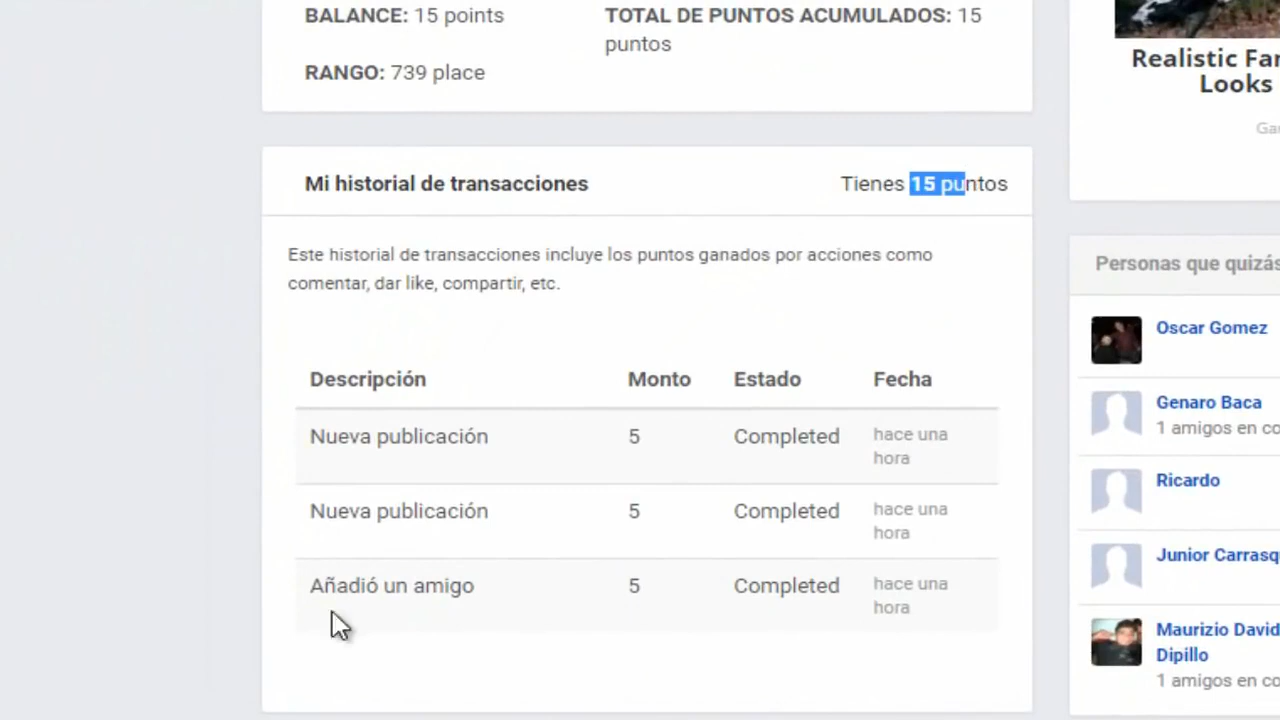 BALANCE: 15 points
TOTAL DE PUNTOS ACUMULADOS: 15
puntos
RANGO: 739 place
Mi historial de transacciones
Tienes 15 puntos
Este historial de transacciones incluye los puntos ganados por acciones como
comentar, dar like, compartir, etc.
Descripción Monto Estado Fecha
Nueva publicación 5 Completed hace una
hora
Nueva publicación 5 Completed hace una
hora
Añadió un amigo 5 Completed hace una
hora
Realistic
Looks
Personas que quizás
Oscar Gomez
Genaro Baca
1 amigos en
Ricardo
Junior
Maurizio David
Dipillo
1 amigos en